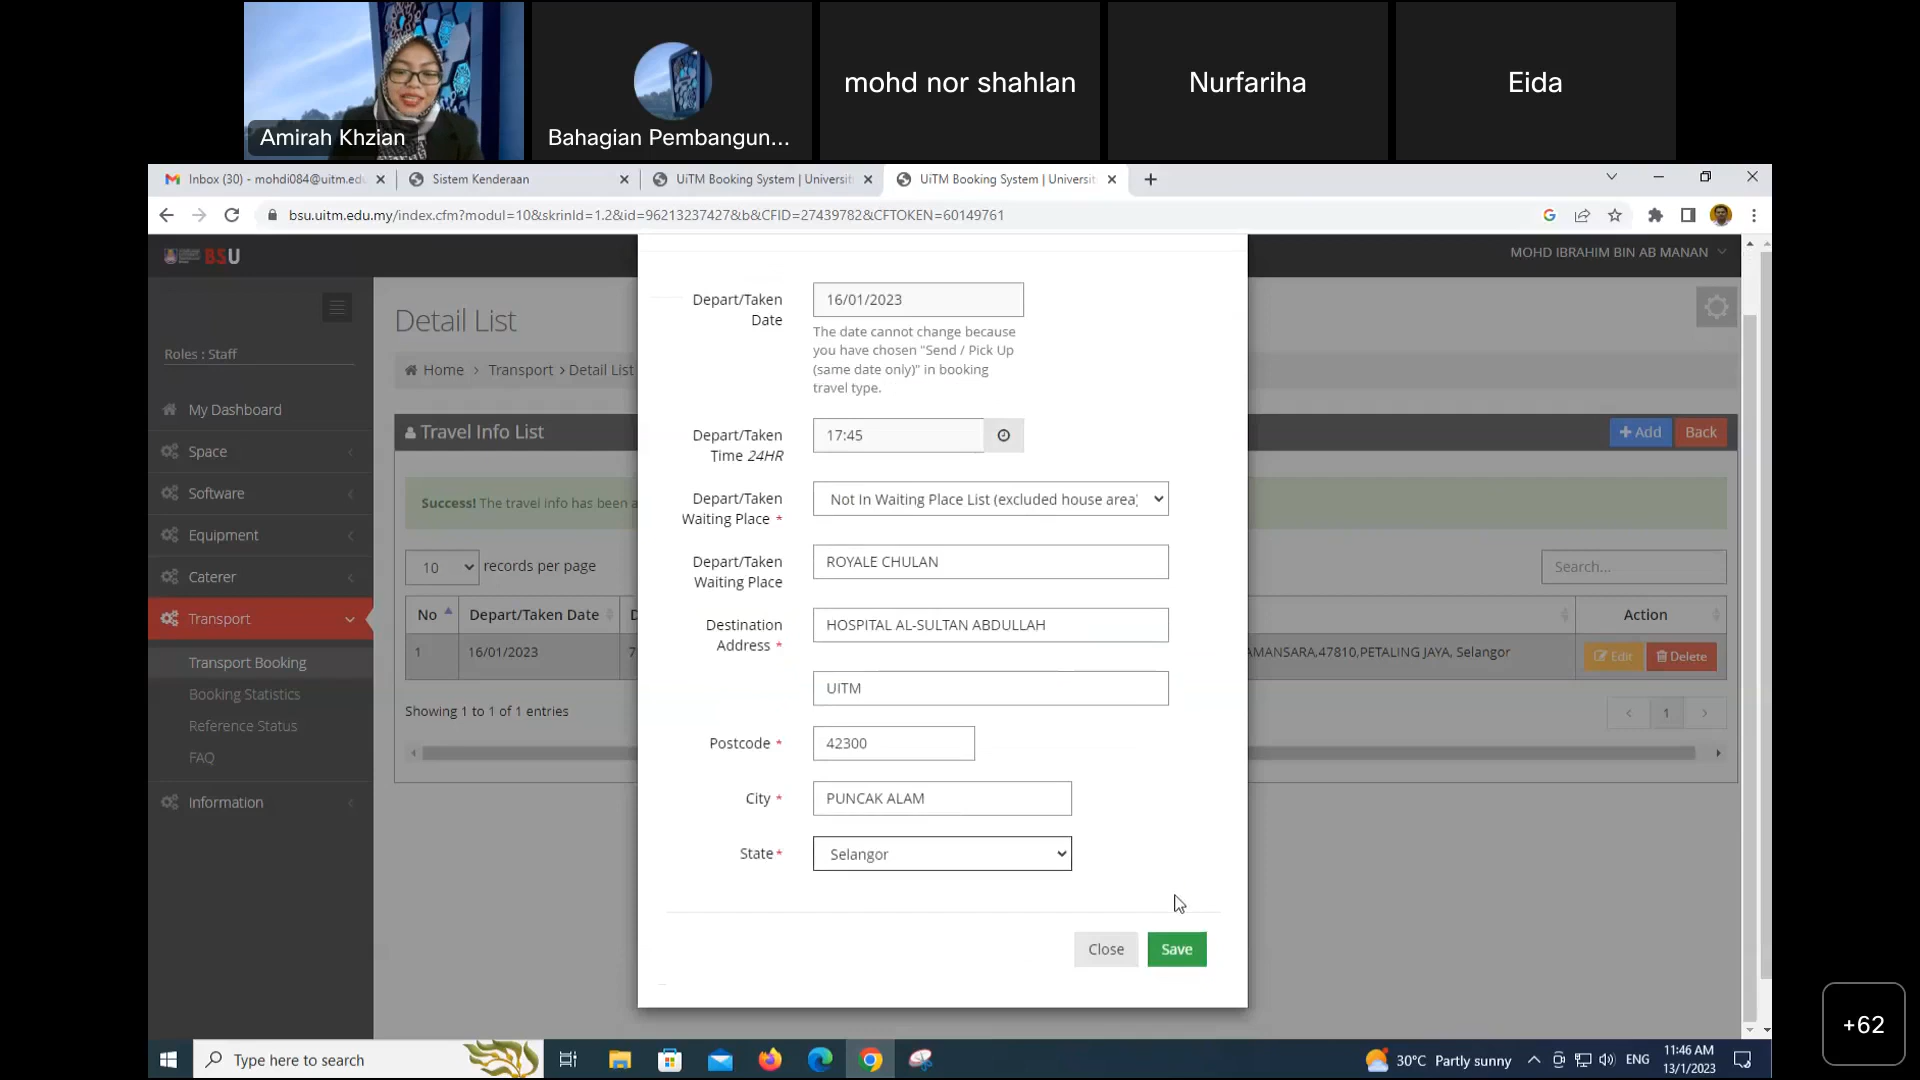 Amirah Khzian
Bahagian Pembangun...
mohd nor shahlan
Nurfariha
Eida
Inbox (30) - mohdi084@uitm.ed
Sistem Kenderaan
UiTM Booking System | Universit
UiTM Booking System | Universit
bsu.uitm.edu.my/index.cfm?modul=10&skrinId=1.2&id=96213237427&b&CFID=27439782&CFTOKEN=60149761
BSU
MOHD IBRAHIM BIN AB MANAN
Roles : Staff
My Dashboard
Space
Software
Equipment
Caterer
Transport
Transport Booking
Booking Statistics
Reference Status
FAQ
Information
Detail List
Home > Transport > Detail List
Travel Info List
Add
Back
Success! The travel info has been a
10 records per page
Search...
No Depart/Taken Date D
Action
1 16/01/2023 7
AMANSARA,47810,PETALING JAYA, Selangor
Edit
Delete
Showing 1 to 1 of 1 entries
1
Depart/Taken
Date
16/01/2023
The date cannot change because
you have chosen "Send / Pick Up
(same date only)" in booking
travel type.
Depart/Taken
Time 24HR
17:45
Depart/Taken
Waiting Place *
Not In Waiting Place List (excluded house area)
Depart/Taken
Waiting Place
ROYALE CHULAN
Destination
Address *
HOSPITAL AL-SULTAN ABDULLAH
UITM
Postcode *
42300
City *
PUNCAK ALAM
State*
Selangor
Close
Save
+62
Type here to search
30°C Partly sunny
ENG
11:46 AM
13/1/2023